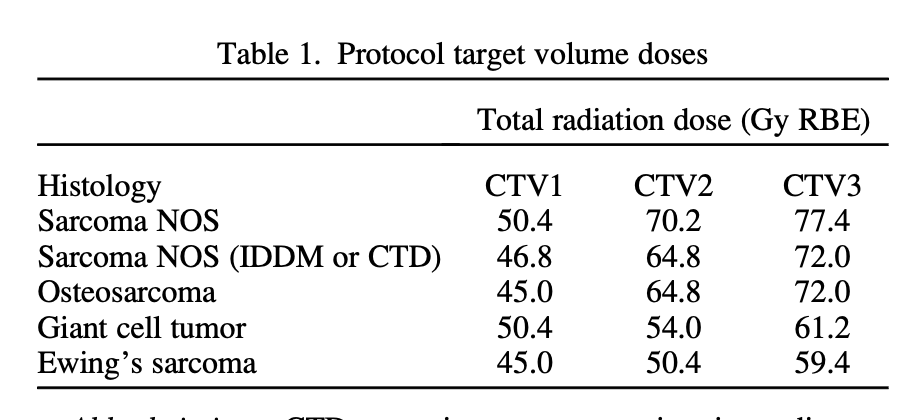 Table 1. Protocol target volume doses
Total radiation dose (Gy RBE)
Histology CTV1 CTV2 CTV3
Sarcoma NOS 50.4 70.2 77.4
Sarcoma NOS (IDDM or CTD) 46.8 64.8 72.0
Osteosarcoma 45.0 64.8 72.0
Giant cell tumor 50.4 54.0 61.2
Ewing’s sarcoma 45.0 50.4 59.4